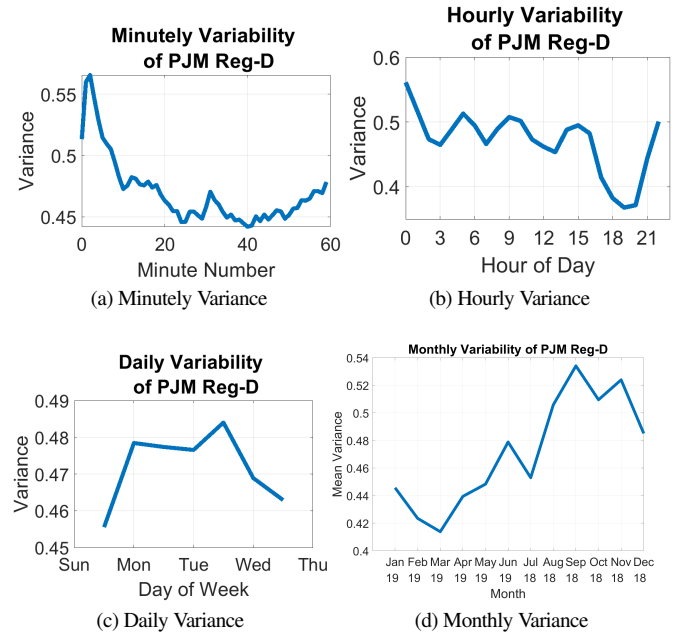 Minutely Variability
of PJM Reg-D
Variance
0.55
0.5
0.45
0 20 40 60
Minute Number
(a) Minutely Variance
Hourly Variability
of PJM Reg-D
Variance
0.6
0.5
0.4
0 3 6 9 12 15 18 21
Hour of Day
(b) Hourly Variance
Daily Variability
of PJM Reg-D
Variance
0.49
0.48
0.47
0.46
0.45
Sun Mon Tue Wed Thu
Day of Week
(c) Daily Variance
Monthly Variability of PJM Reg-D
Mean Variance
0.54
0.52
0.5
0.48
0.46
0.44
0.42
0.4
Jan Feb Mar Apr May Jun Jul Aug Sep Oct Nov Dec
19 19 19 19 19 19 18 18 18 18 18 18
Month
(d) Monthly Variance